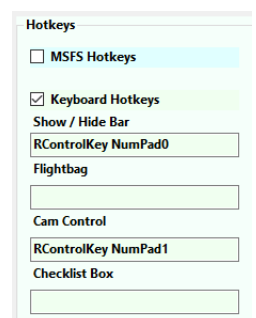 Hotkeys
MSFS Hotkeys
Keyboard Hotkeys
Show / Hide Bar
RControlKey NumPad0
Flightbag
Cam Control
RControlKey NumPad1
Checklist Box